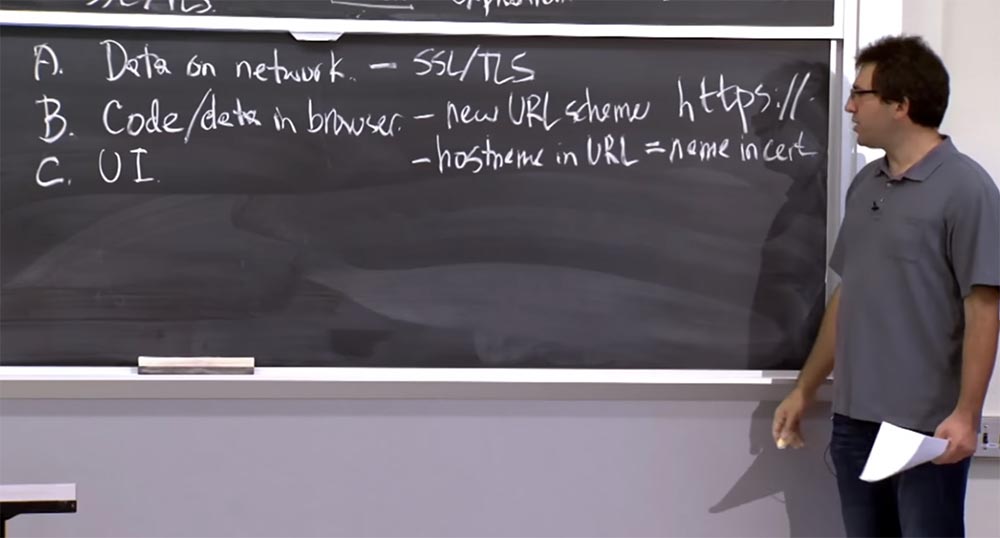 SSL/TLS.
A. Data on network. - SSL/TLS
B. Code/data in browser. - new URL scheme https://.
C. UI. - hostname in URL = name in cert